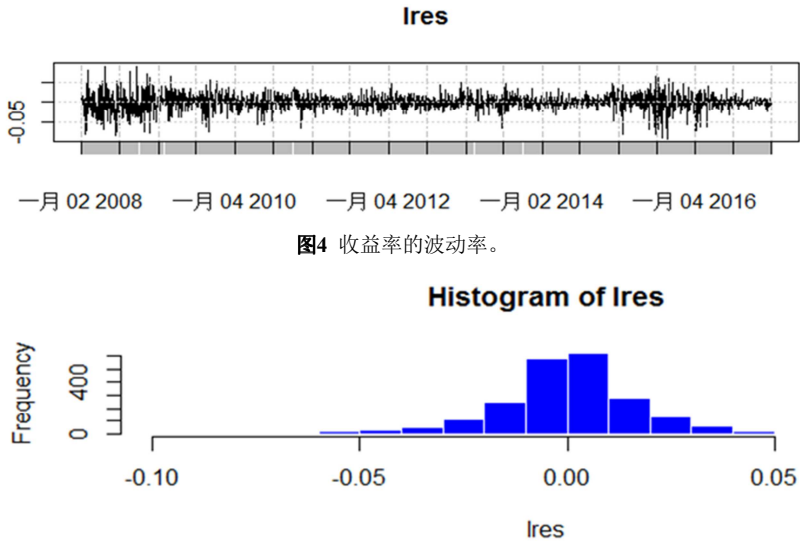 lres
-0.05
一月 02 2008 一月 04 2010 一月 04 2012 一月 02 2014 一月 04 2016
图4 收益率的波动率。
Histogram of lres
Frequency
400
0
-0.10 -0.05 0.00 0.05
lres